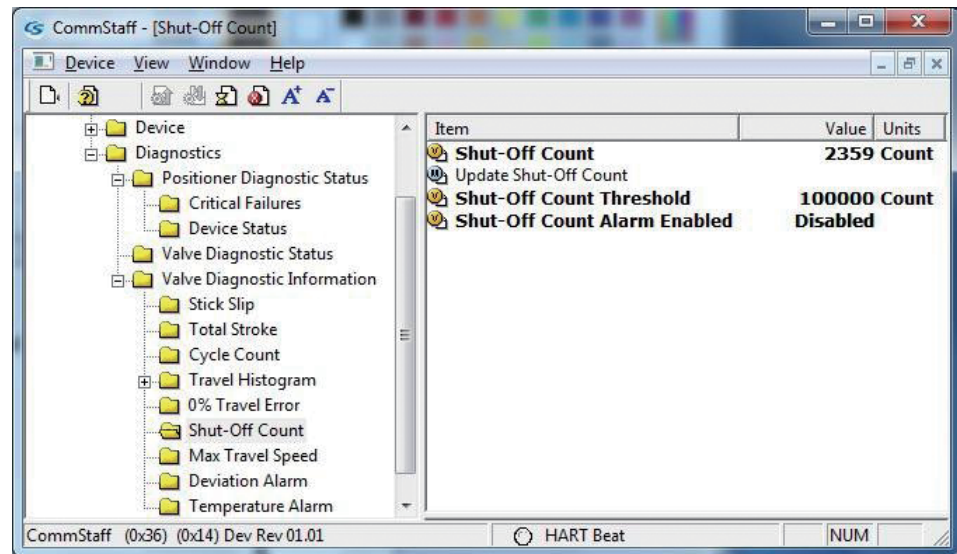 CommStaff - [Shut-Off Count]
Device View Window Help
A+ A-
Device
Diagnostics
Positioner Diagnostic Status
Critical Failures
Device Status
Valve Diagnostic Status
Valve Diagnostic Information
Stick Slip
Total Stroke
Cycle Count
Travel Histogram
0% Travel Error
Shut-Off Count
Max Travel Speed
Deviation Alarm
Temperature Alarm
Item Value Units
Shut-Off Count 2359 Count
Update Shut-Off Count
Shut-Off Count Threshold 100000 Count
Shut-Off Count Alarm Enabled Disabled
CommStaff (0x36) (0x14) Dev Rev 01.01 HART Beat NUM